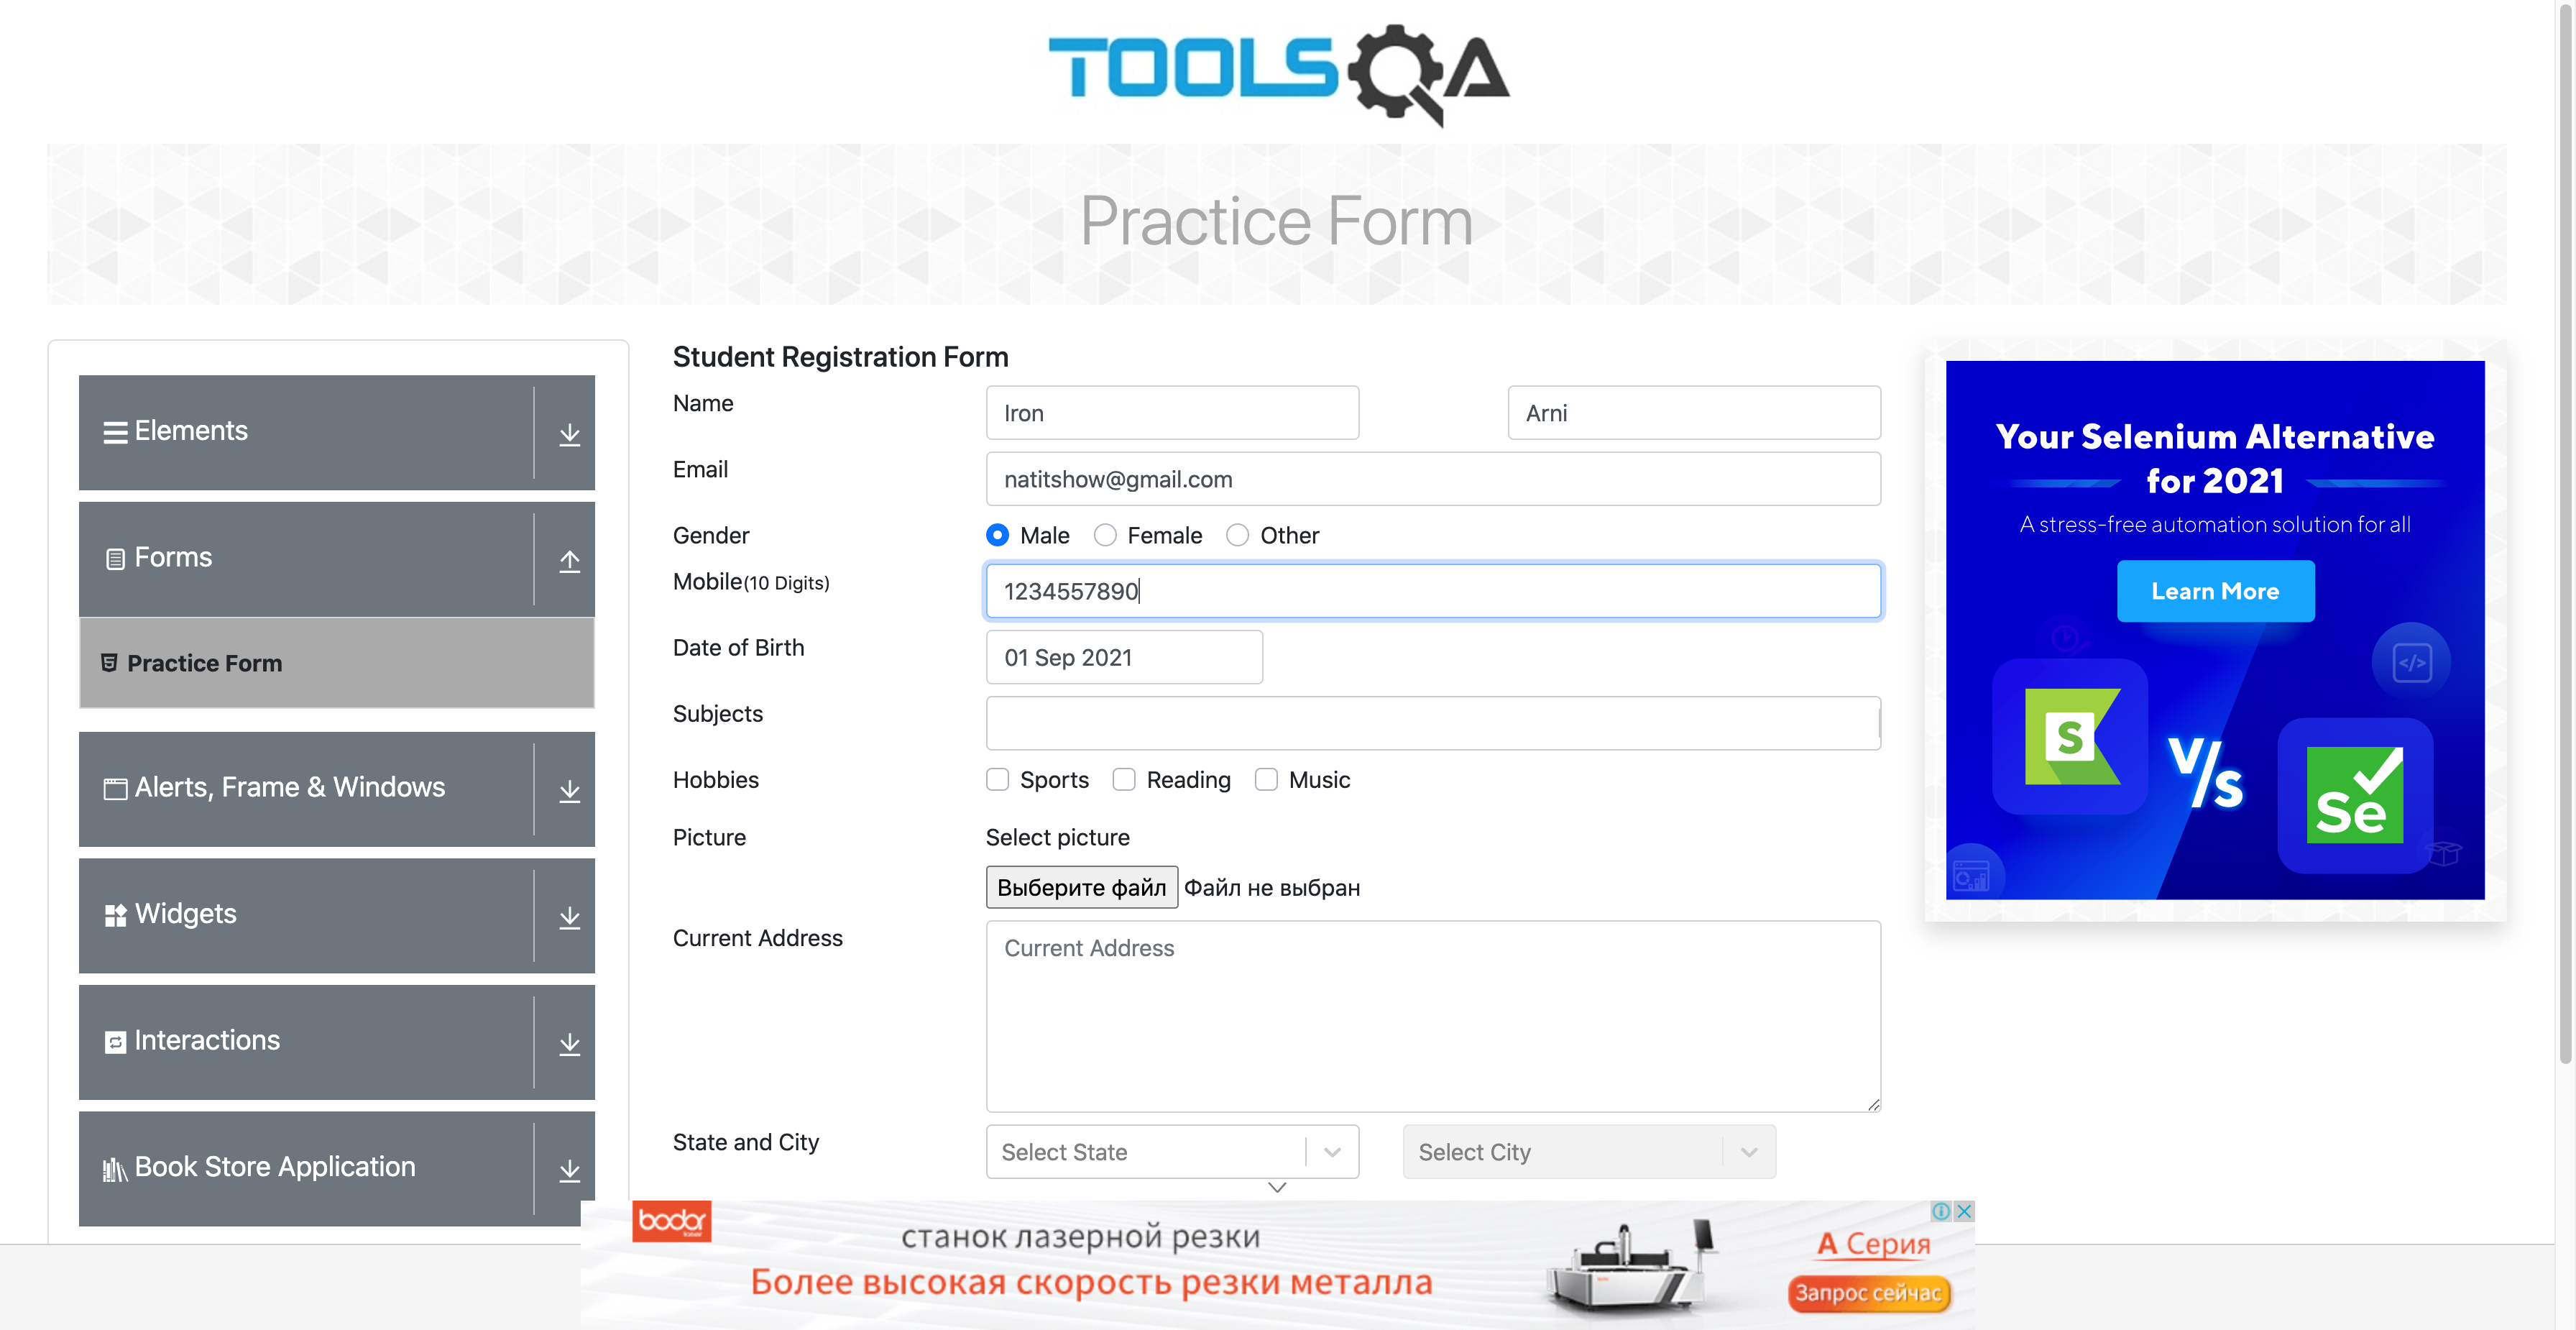 TOOLSQA
Practice Form
Elements
Forms
Practice Form
Alerts, Frame & Windows
Widgets
Interactions
Book Store Application
Student Registration Form
Name
Iron
Arni
Email
natitshow@gmail.com
Gender
Male
Female
Other
Mobile(10 Digits)
1234557890
Date of Birth
01 Sep 2021
Subjects
Hobbies
Sports
Reading
Music
Picture
Select picture
Выберите файл Файл не выбран
Current Address
Current Address
State and City
Select State
Select City
Your Selenium Alternative
for 2021
A stress-free automation solution for all
Learn More
S
V/s
Se
</>
bodor
станок лазерной резки
Более высокая скорость резки металла
А Серия
Запрос сейчас